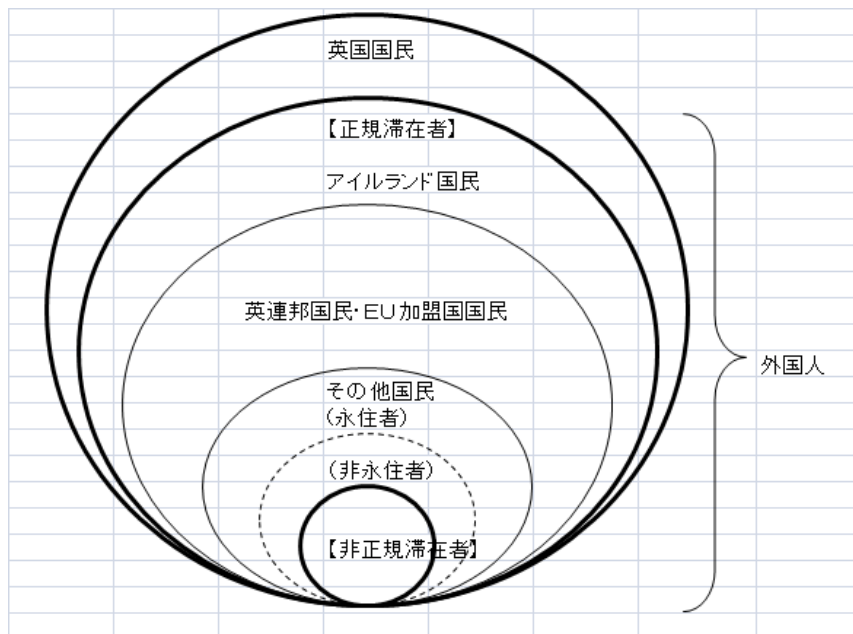 英国国民
【正規滞在者】
アイルランド国民
英連邦国民･EU加盟国国民
外国人
その他国民
（永住者）
（非永住者）
【非正規滞在者】